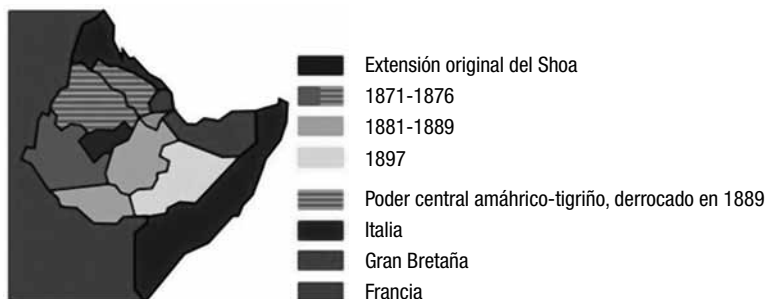 Extensión original del Shoa
1871-1876
1881-1889
1897
Poder central amáhrico-tigriño, derrocado en 1889
Italia
Gran Bretaña
Francia